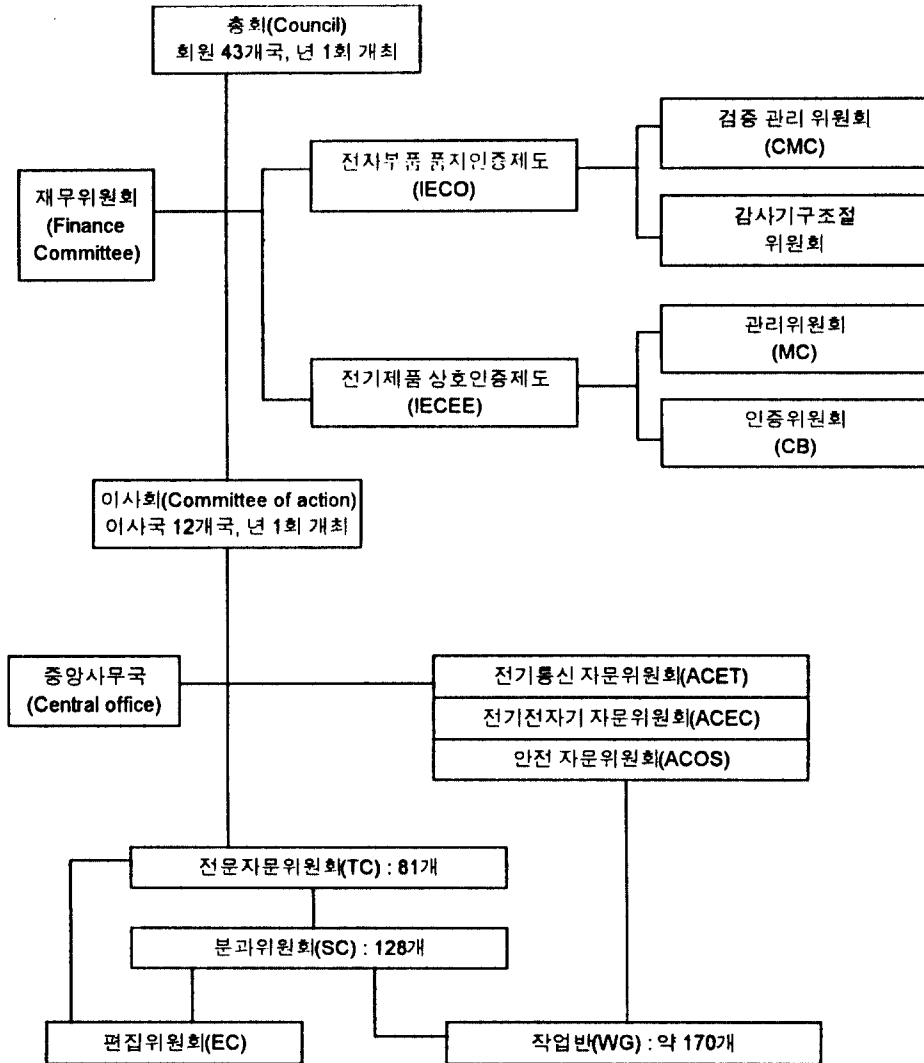 총회(Council)
회원 43개국, 년 1회 개최
검증 관리 위원회
(CMC)
전자부품 품지인증제도
(IECO)
재무위원회
(Finance
Committee)
감사기구조절
위원회
관리위원회
(MC)
전기제품 상호인증제도
(IECEE)
인증위원회
(CB)
이사회(Committee of action)
이사국 12개국, 년 1회 개최
중앙사무국
(Central office)
전기통신 자문위원회(ACET)
전기전자기 자문위원회(ACEC)
안전 자문위원회(ACOS)
전문자문위원회(TC) : 81개
분과위원회(SC) : 128개
편집위원회(EC)
작업반(WG) : 약 170개